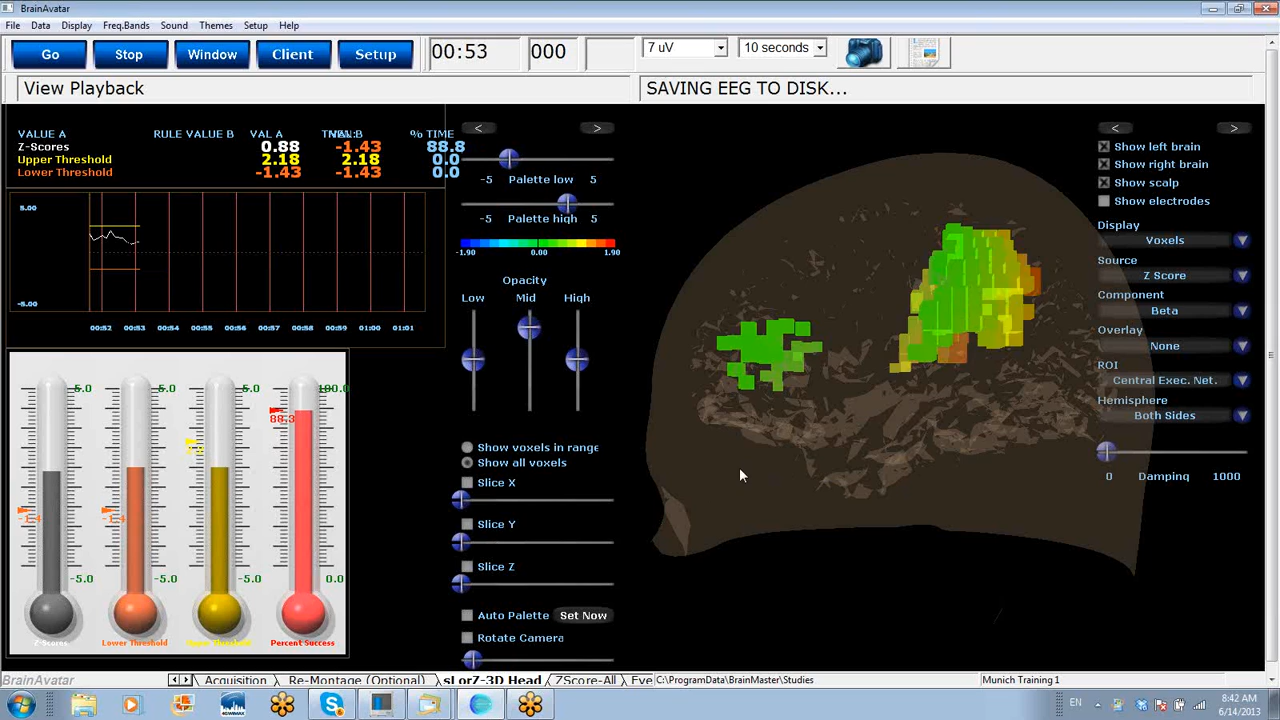 BrainAvatar
File Data Display Freq.Bands Sound Themes Setup Help
Go Stop Window Client Setup 00:53 000 7 uV 10 seconds
View Playback
SAVING EEG TO DISK...
VALUE A RULE VALUE B VAL A % TIME
Z-Scores 0.88 -1.43 88.8
Upper Threshold 2.18 2.18 0.0
Lower Threshold -1.43 -1.43 0.0
5.00
-5.00
00:52 00:53 00:54 00:55 00:56 00:57 00:58 00:59 01:00 01:01
5.0 5.0 5.0 100.0
88.3
-1.4 -1.4
-5.0 -5.0 -5.0 0.0
Z-Scores Lower Threshold Upper Threshold Percent Success
< >
-5 Palette low 5
-5 Palette high 5
-1.90 0.00 1.90
Opacity
Low Mid High
Show voxels in range
Show all voxels
Slice X
Slice Y
Slice Z
Auto Palette Set Now
Rotate Camera
< >
Show left brain
Show right brain
Show scalp
Show electrodes
Display
Voxels
Source
Z Score
Component
Beta
Overlay
None
ROI
Central Exec. Net.
Hemisphere
Both Sides
0 Damping 1000
BrainAvatar Acquisition Re-Montage (Optional) sLorZ-3D Head ZScore-All Eve C:\ProgramData\BrainMaster\Studies Munich Training 1
EN 8:42 AM
6/14/2013